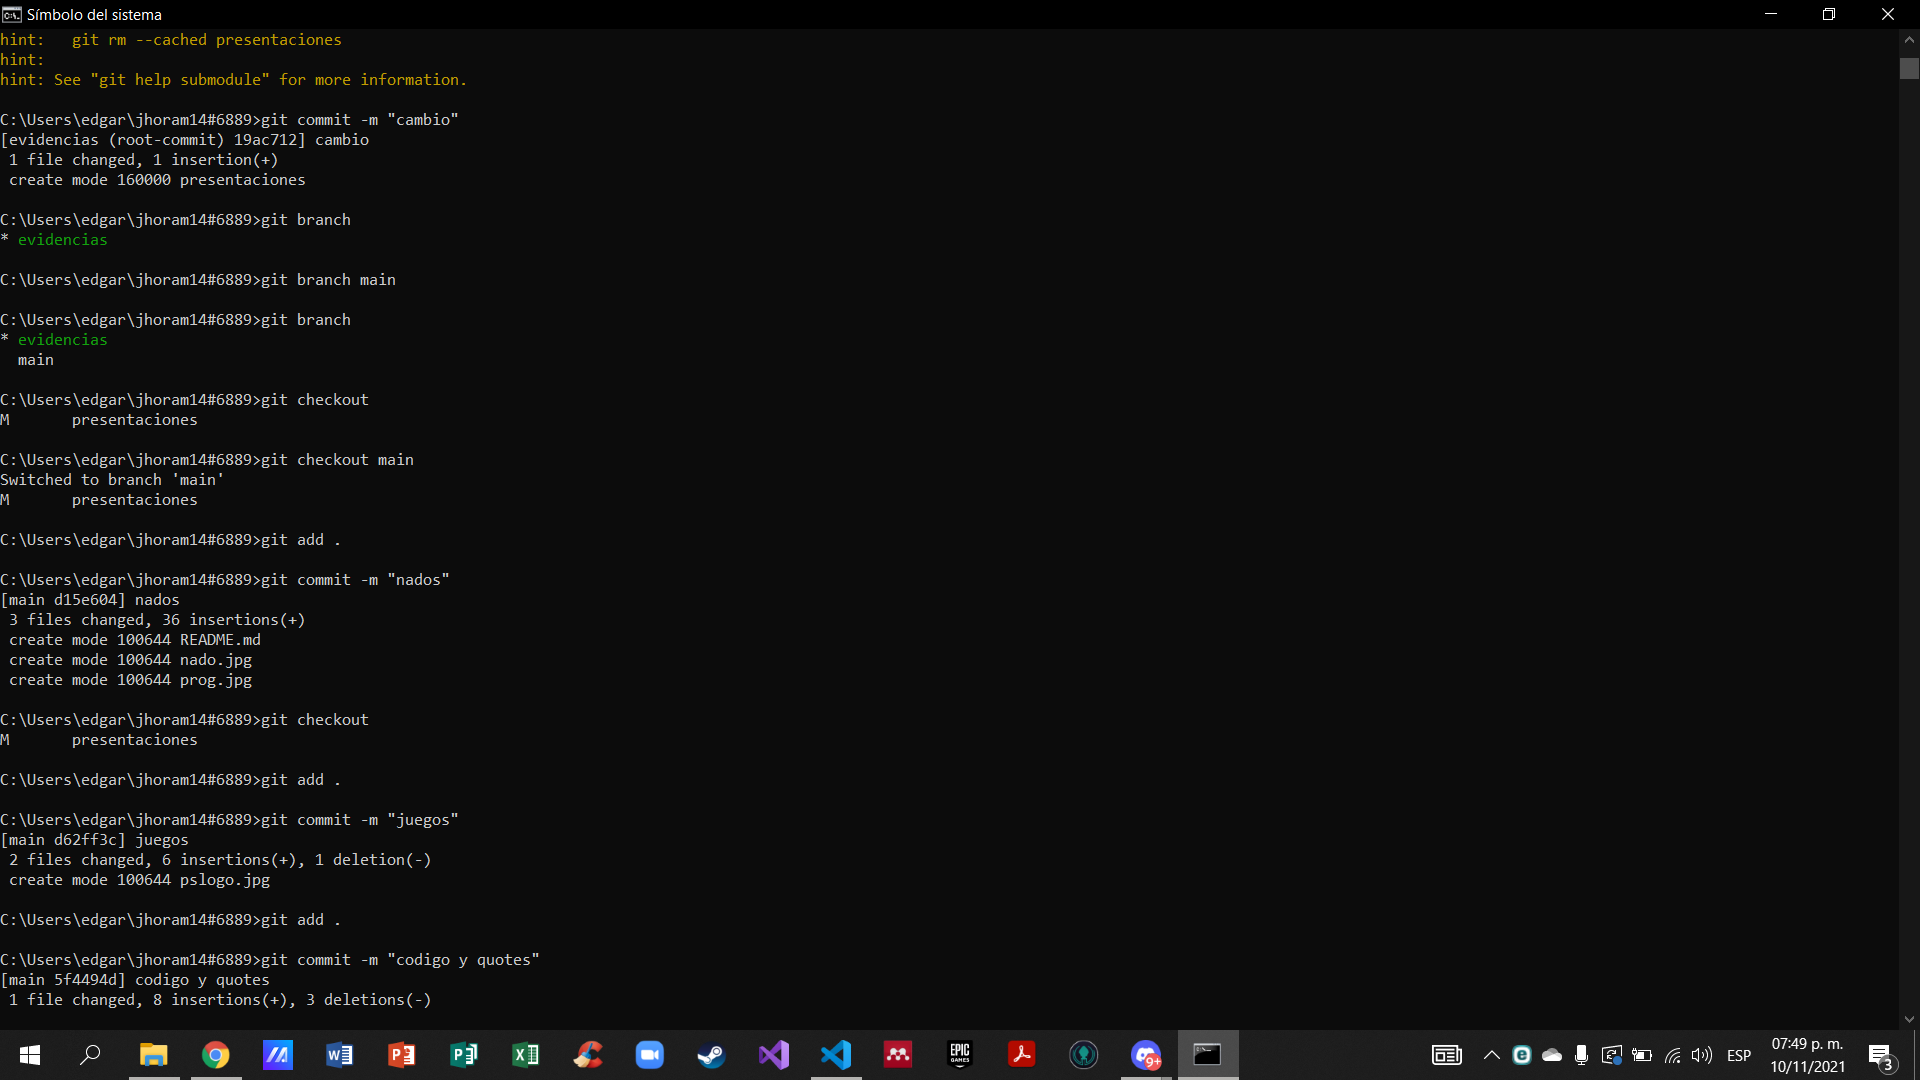 Símbolo del sistema
hint:   git rm --cached presentaciones
hint:
hint: See "git help submodule" for more information.
C:\Users\edgar\jhoram14#6889>git commit -m "cambio"
[evidencias (root-commit) 19ac712] cambio
 1 file changed, 1 insertion(+)
 create mode 160000 presentaciones
C:\Users\edgar\jhoram14#6889>git branch
* evidencias
C:\Users\edgar\jhoram14#6889>git branch main
C:\Users\edgar\jhoram14#6889>git branch
* evidencias
  main
C:\Users\edgar\jhoram14#6889>git checkout
M       presentaciones
C:\Users\edgar\jhoram14#6889>git checkout main
Switched to branch 'main'
M       presentaciones
C:\Users\edgar\jhoram14#6889>git add .
C:\Users\edgar\jhoram14#6889>git commit -m "nados"
[main d15e604] nados
 3 files changed, 36 insertions(+)
 create mode 100644 README.md
 create mode 100644 nado.jpg
 create mode 100644 prog.jpg
C:\Users\edgar\jhoram14#6889>git checkout
M       presentaciones
C:\Users\edgar\jhoram14#6889>git add .
C:\Users\edgar\jhoram14#6889>git commit -m "juegos"
[main d62ff3c] juegos
 2 files changed, 6 insertions(+), 1 deletion(-)
 create mode 100644 pslogo.jpg
C:\Users\edgar\jhoram14#6889>git add .
C:\Users\edgar\jhoram14#6889>git commit -m "codigo y quotes"
[main 5f4494d] codigo y quotes
 1 file changed, 8 insertions(+), 3 deletions(-)
EPIC
GAMES
9+
ESP
07:49 p. m.
10/11/2021
3